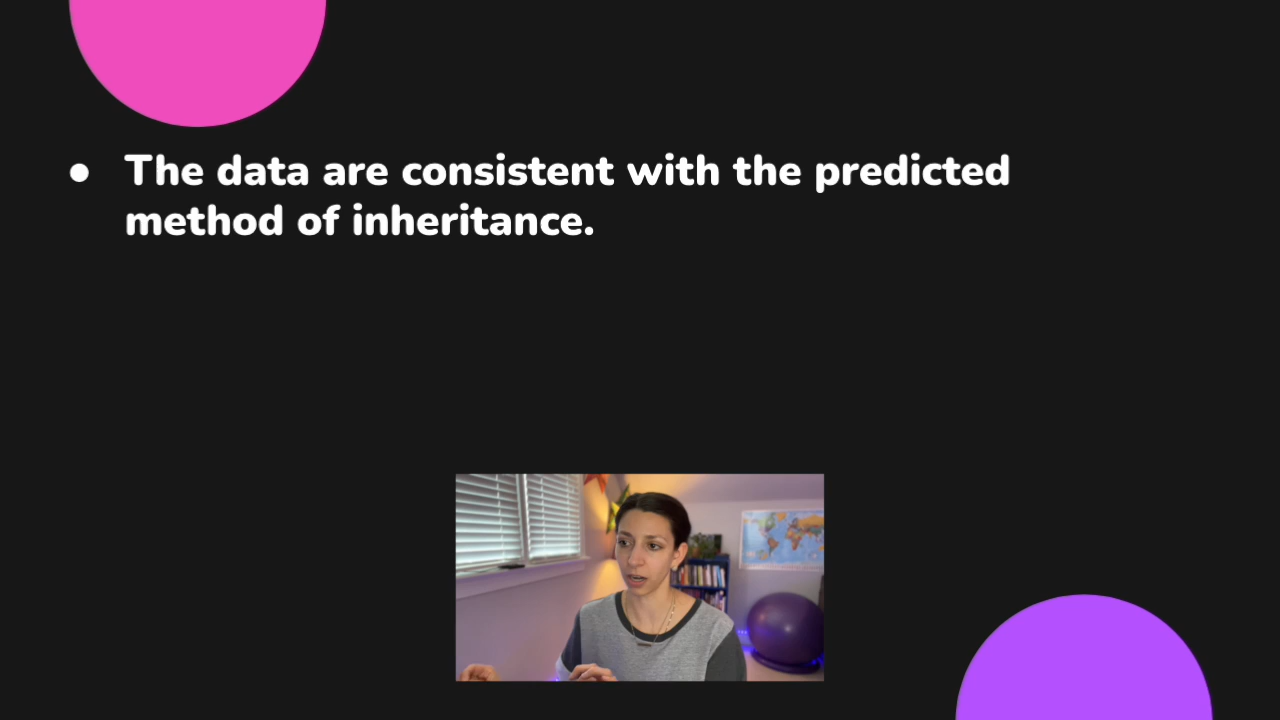 ● The data are consistent with the predicted
method of inheritance.